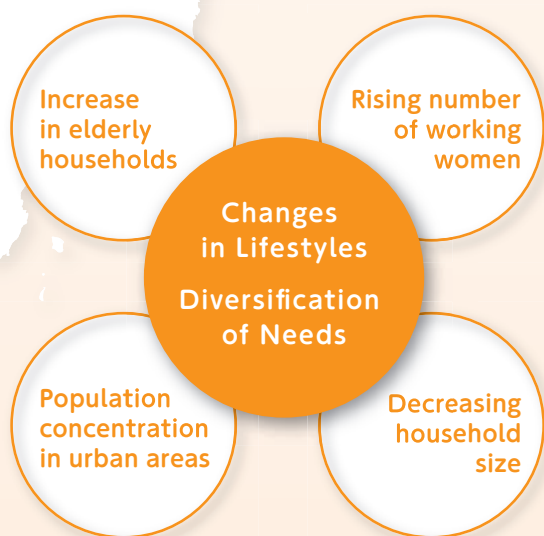 Increase
in elderly
households
Rising number
of working
women
Changes
in Lifestyles
Diversification
of Needs
Population
concentration
in urban areas
Decreasing
household
size